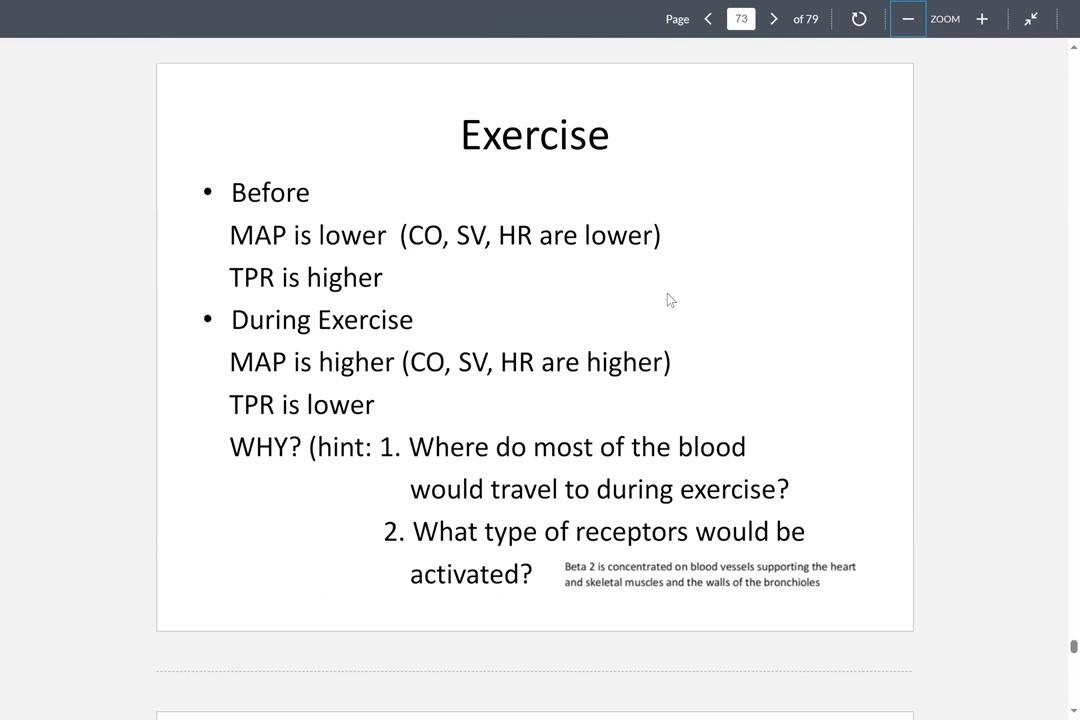 Page 73 of 79 ZOOM
Exercise
• Before
MAP is lower (CO, SV, HR are lower)
TPR is higher
• During Exercise
MAP is higher (CO, SV, HR are higher)
TPR is lower
WHY? (hint: 1. Where do most of the blood
would travel to during exercise?
2. What type of receptors would be
activated?
Beta 2 is concentrated on blood vessels supporting the heart
and skeletal muscles and the walls of the bronchioles